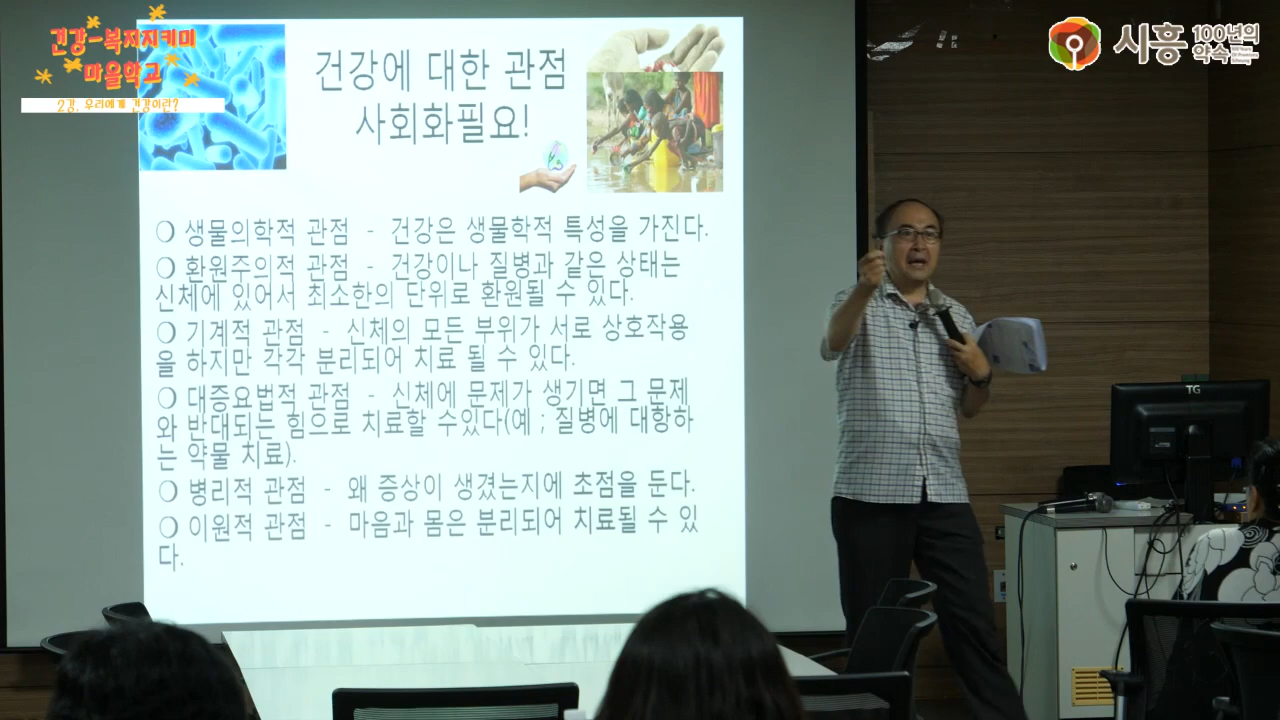 건강-복지지키미
마을학교
2강. 우리에게 건강이란?
시흥 100년의 약속
건강에 대한 관점
사회화필요!
❍ 생물의학적 관점 - 건강은 생물학적 특성을 가진다.
❍ 환원주의적 관점 - 건강이나 질병과 같은 상태는
신체에 있어서 최소한의 단위로 환원될 수 있다.
❍ 기계적 관점 - 신체의 모든 부위가 서로 상호작용
을 하지만 각각 분리되어 치료 될 수 있다.
❍ 대증요법적 관점 - 신체에 문제가 생기면 그 문제
와 반대되는 힘으로 치료할 수있다(예 ; 질병에 대항하
는 약물 치료).
❍ 병리적 관점 - 왜 증상이 생겼는지에 초점을 둔다.
❍ 이원적 관점 - 마음과 몸은 분리되어 치료될 수 있
다.
TG